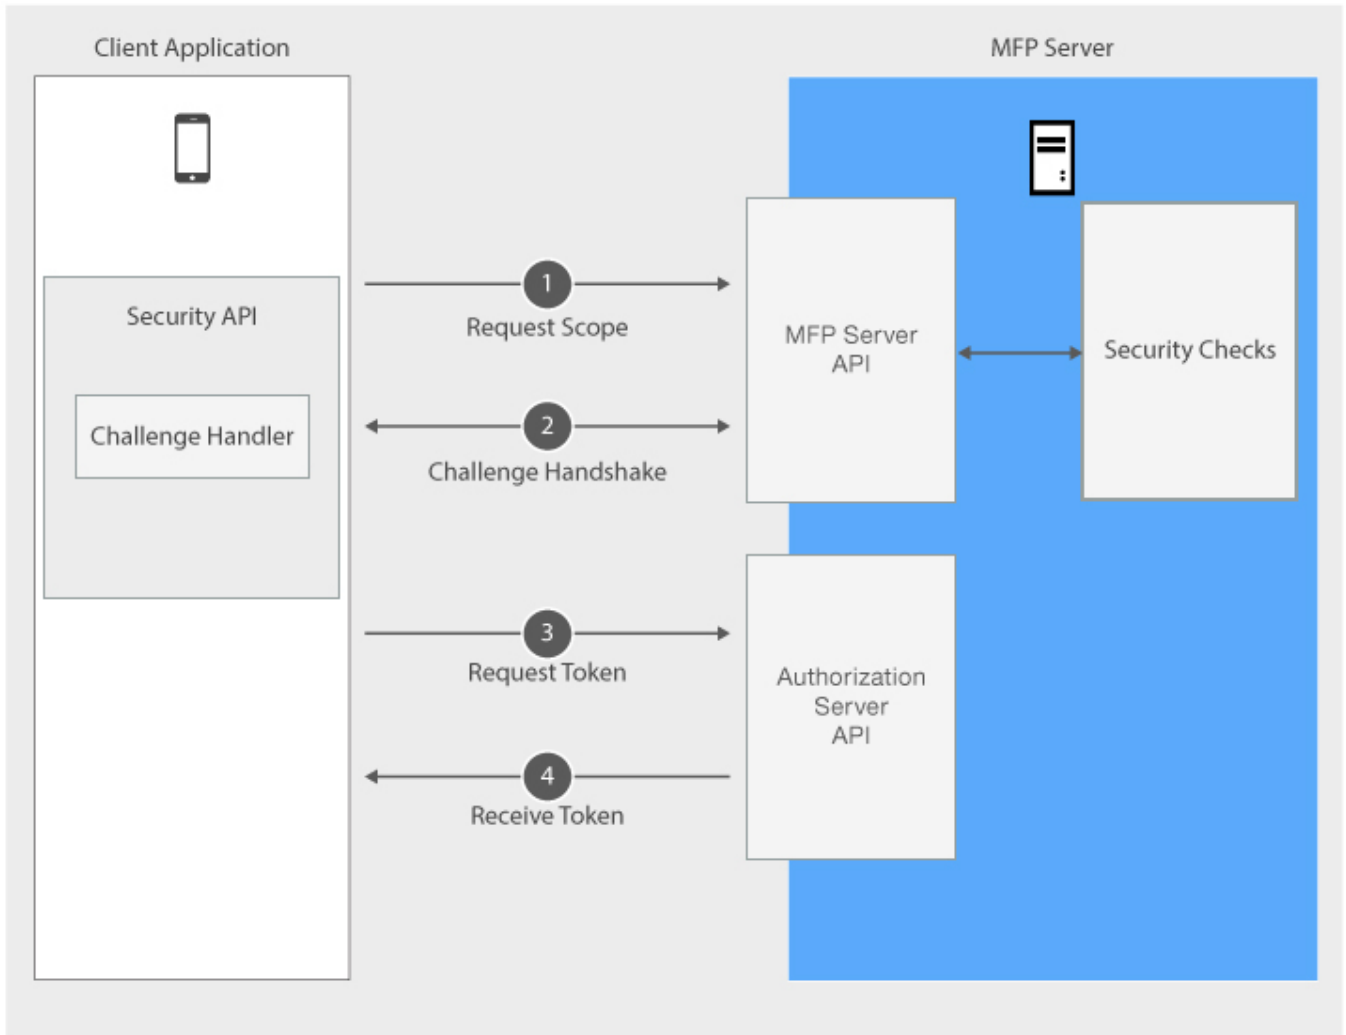 Client Application
MFP Server
Security API
Challenge Handler
1
Request Scope
2
Challenge Handshake
MFP Server
API
Security Checks
3
Request Token
4
Receive Token
Authorization
Server
API